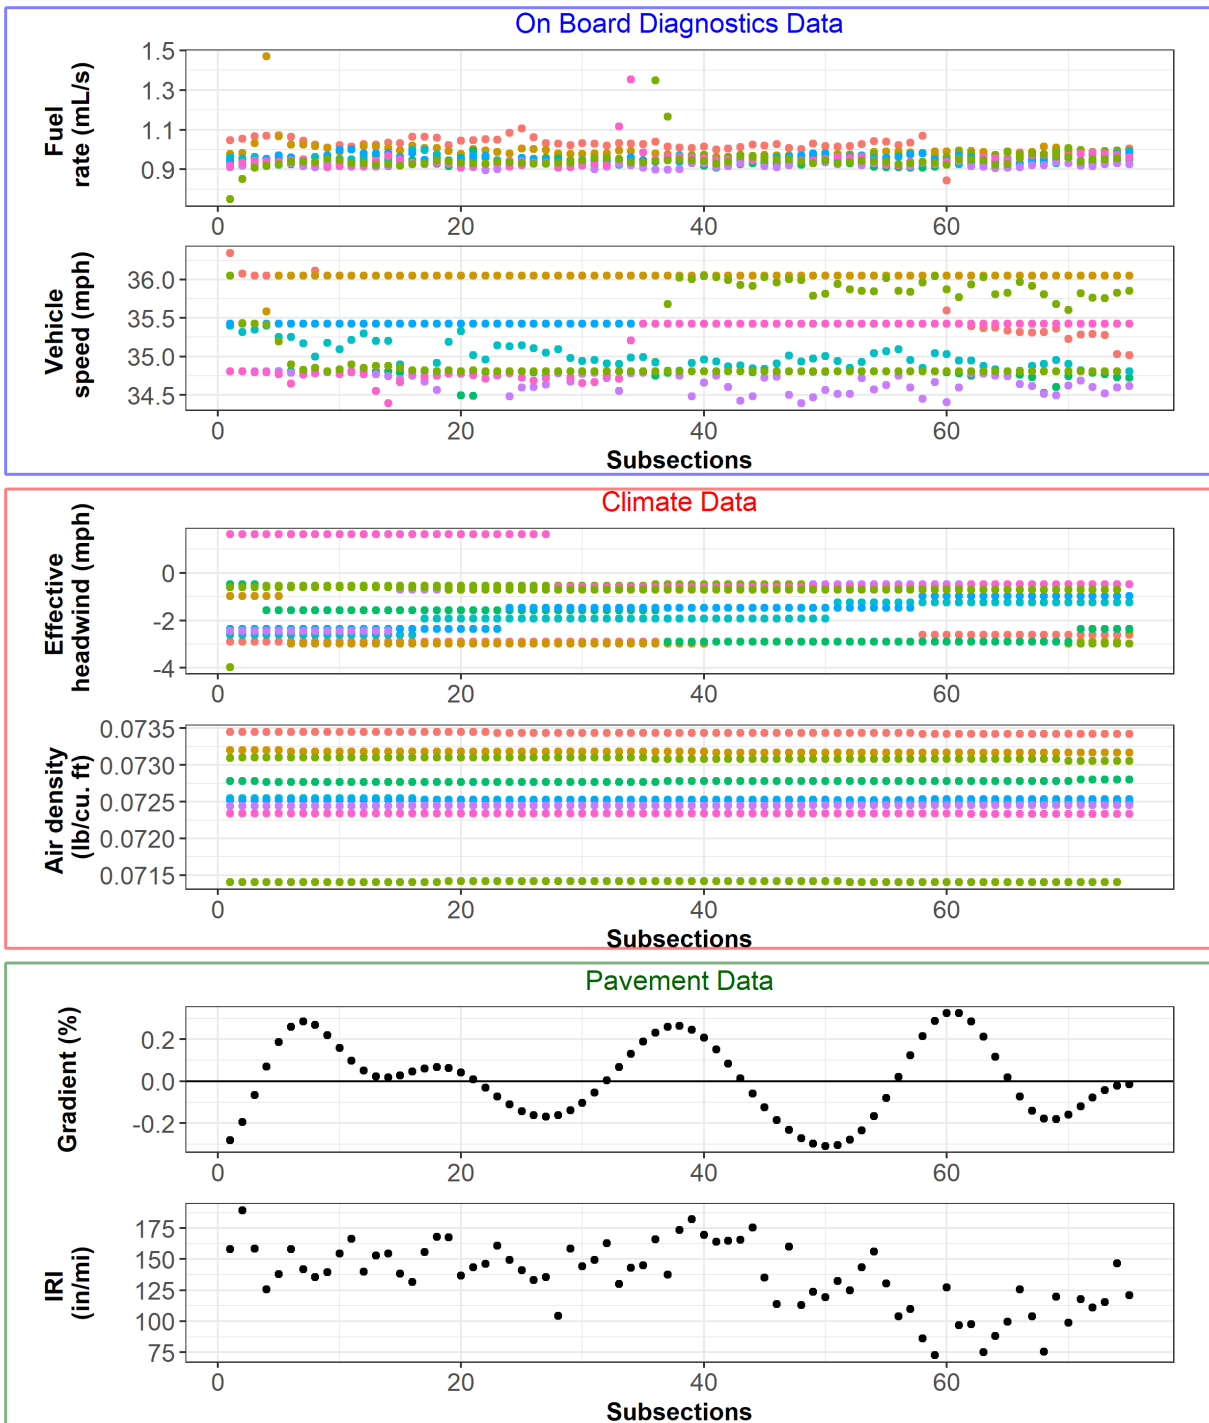 On Board Diagnostics Data
Fuel
rate (mL/s)
1.5
1.3
1.1
0.9
0 20 40 60
Vehicle
speed (mph)
36.0
35.5
35.0
34.5
0 20 40 60
Subsections
Climate Data
Effective
headwind (mph)
0
-2
-4
0 20 40 60
Air density
(lb/cu. ft)
0.0735
0.0730
0.0725
0.0720
0.0715
0 20 40 60
Subsections
Pavement Data
Gradient (%)
0.2
0.0
-0.2
0 20 40 60
IRI
(in/mi)
175
150
125
100
75
0 20 40 60
Subsections